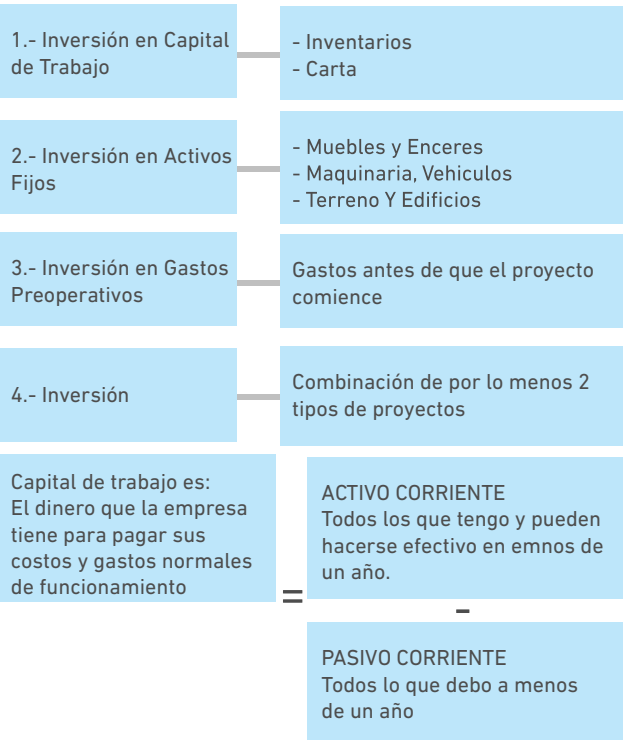 1.- Inversión en Capital
de Trabajo
- Inventarios
- Carta
2.- Inversión en Activos
Fijos
- Muebles y Enceres
- Maquinaria, Vehiculos
- Terreno Y Edificios
3.- Inversión en Gastos
Preoperativos
Gastos antes de que el proyecto
comience
4.- Inversión
Combinación de por lo menos 2
tipos de proyectos
Capital de trabajo es:
El dinero que la empresa
tiene para pagar sus
costos y gastos normales
de funcionamiento
=
ACTIVO CORRIENTE
Todos los que tengo y pueden
hacerse efectivo en emnos de
un año.
-
PASIVO CORRIENTE
Todos lo que debo a menos
de un año